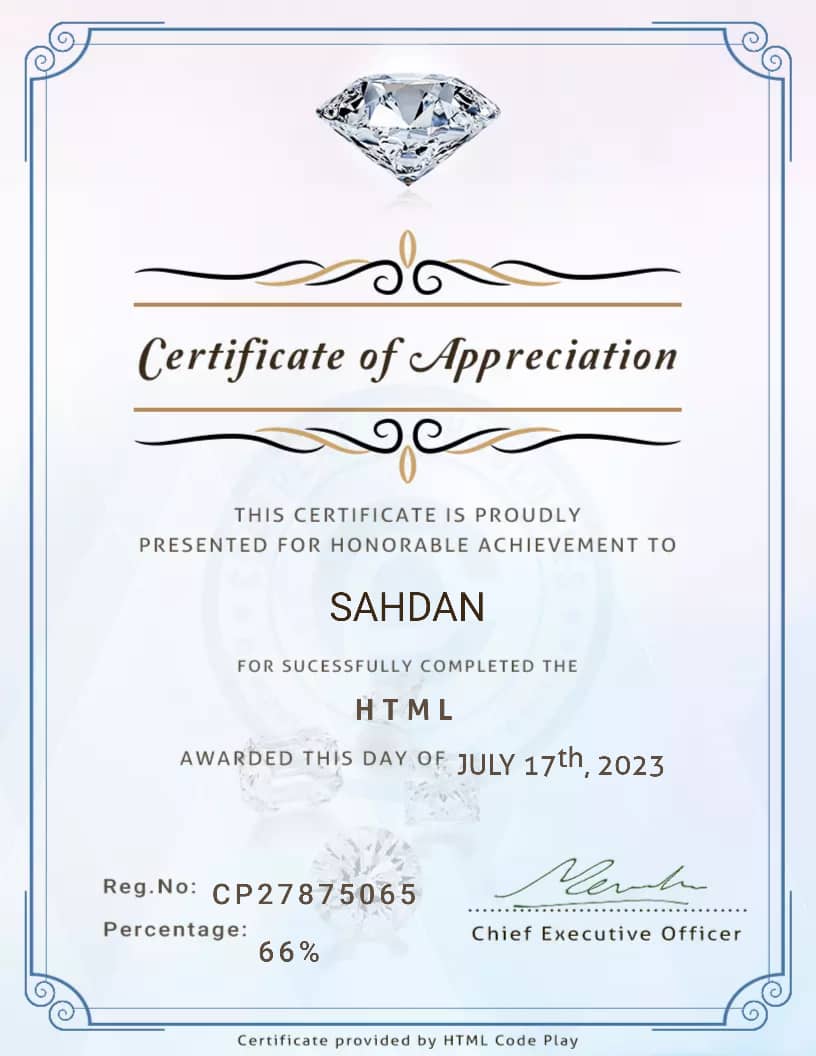 Certificate of Appreciation
THIS CERTIFICATE IS PROUDLY
PRESENTED FOR HONORABLE ACHIEVEMENT TO
SAHDAN
FOR SUCESSFULLY COMPLETED THE
HTML
AWARDED THIS DAY OF JULY 17th, 2023
Reg.No: CP27875065
Percentage: 66%
Chief Executive Officer
Certificate provided by HTML Code Play